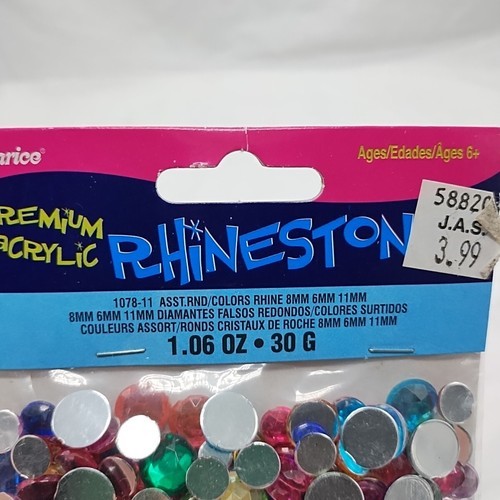 arice®
Ages/Edades/Âges 6+
REMiUM
ACRYLiC
RHiNESTON
5882
J.A.S.
3.99
1078-11 ASST.RND/COLORS RHINE 8MM 6MM 11MM
8MM 6MM 11MM DIAMANTES FALSOS REDONDOS/COLORES SURTIDOS
COULEURS ASSORT/RONDS CRISTAUX DE ROCHE 8MM 6MM 11MM
1.06 OZ • 30 G